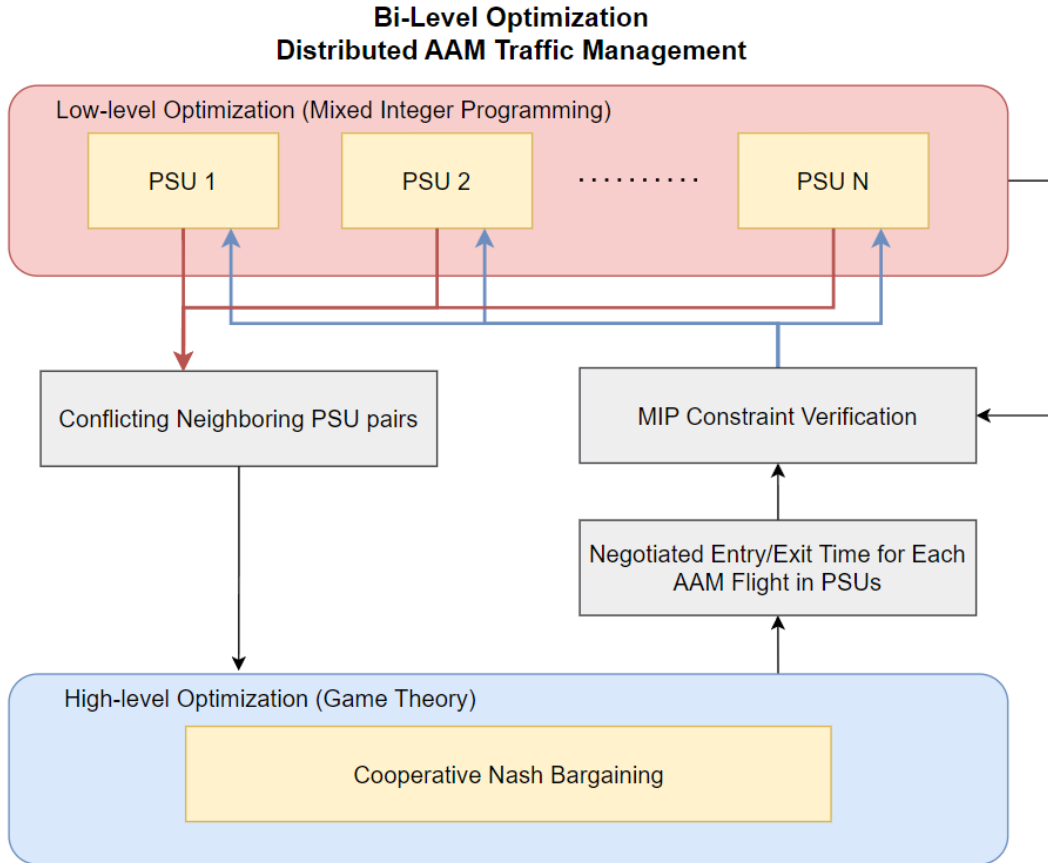 Bi-Level Optimization
Distributed AAM Traffic Management
Low-level Optimization (Mixed Integer Programming)
PSU 1
PSU 2
..........
PSU N
Conflicting Neighboring PSU pairs
MIP Constraint Verification
Negotiated Entry/Exit Time for Each
AAM Flight in PSUs
High-level Optimization (Game Theory)
Cooperative Nash Bargaining